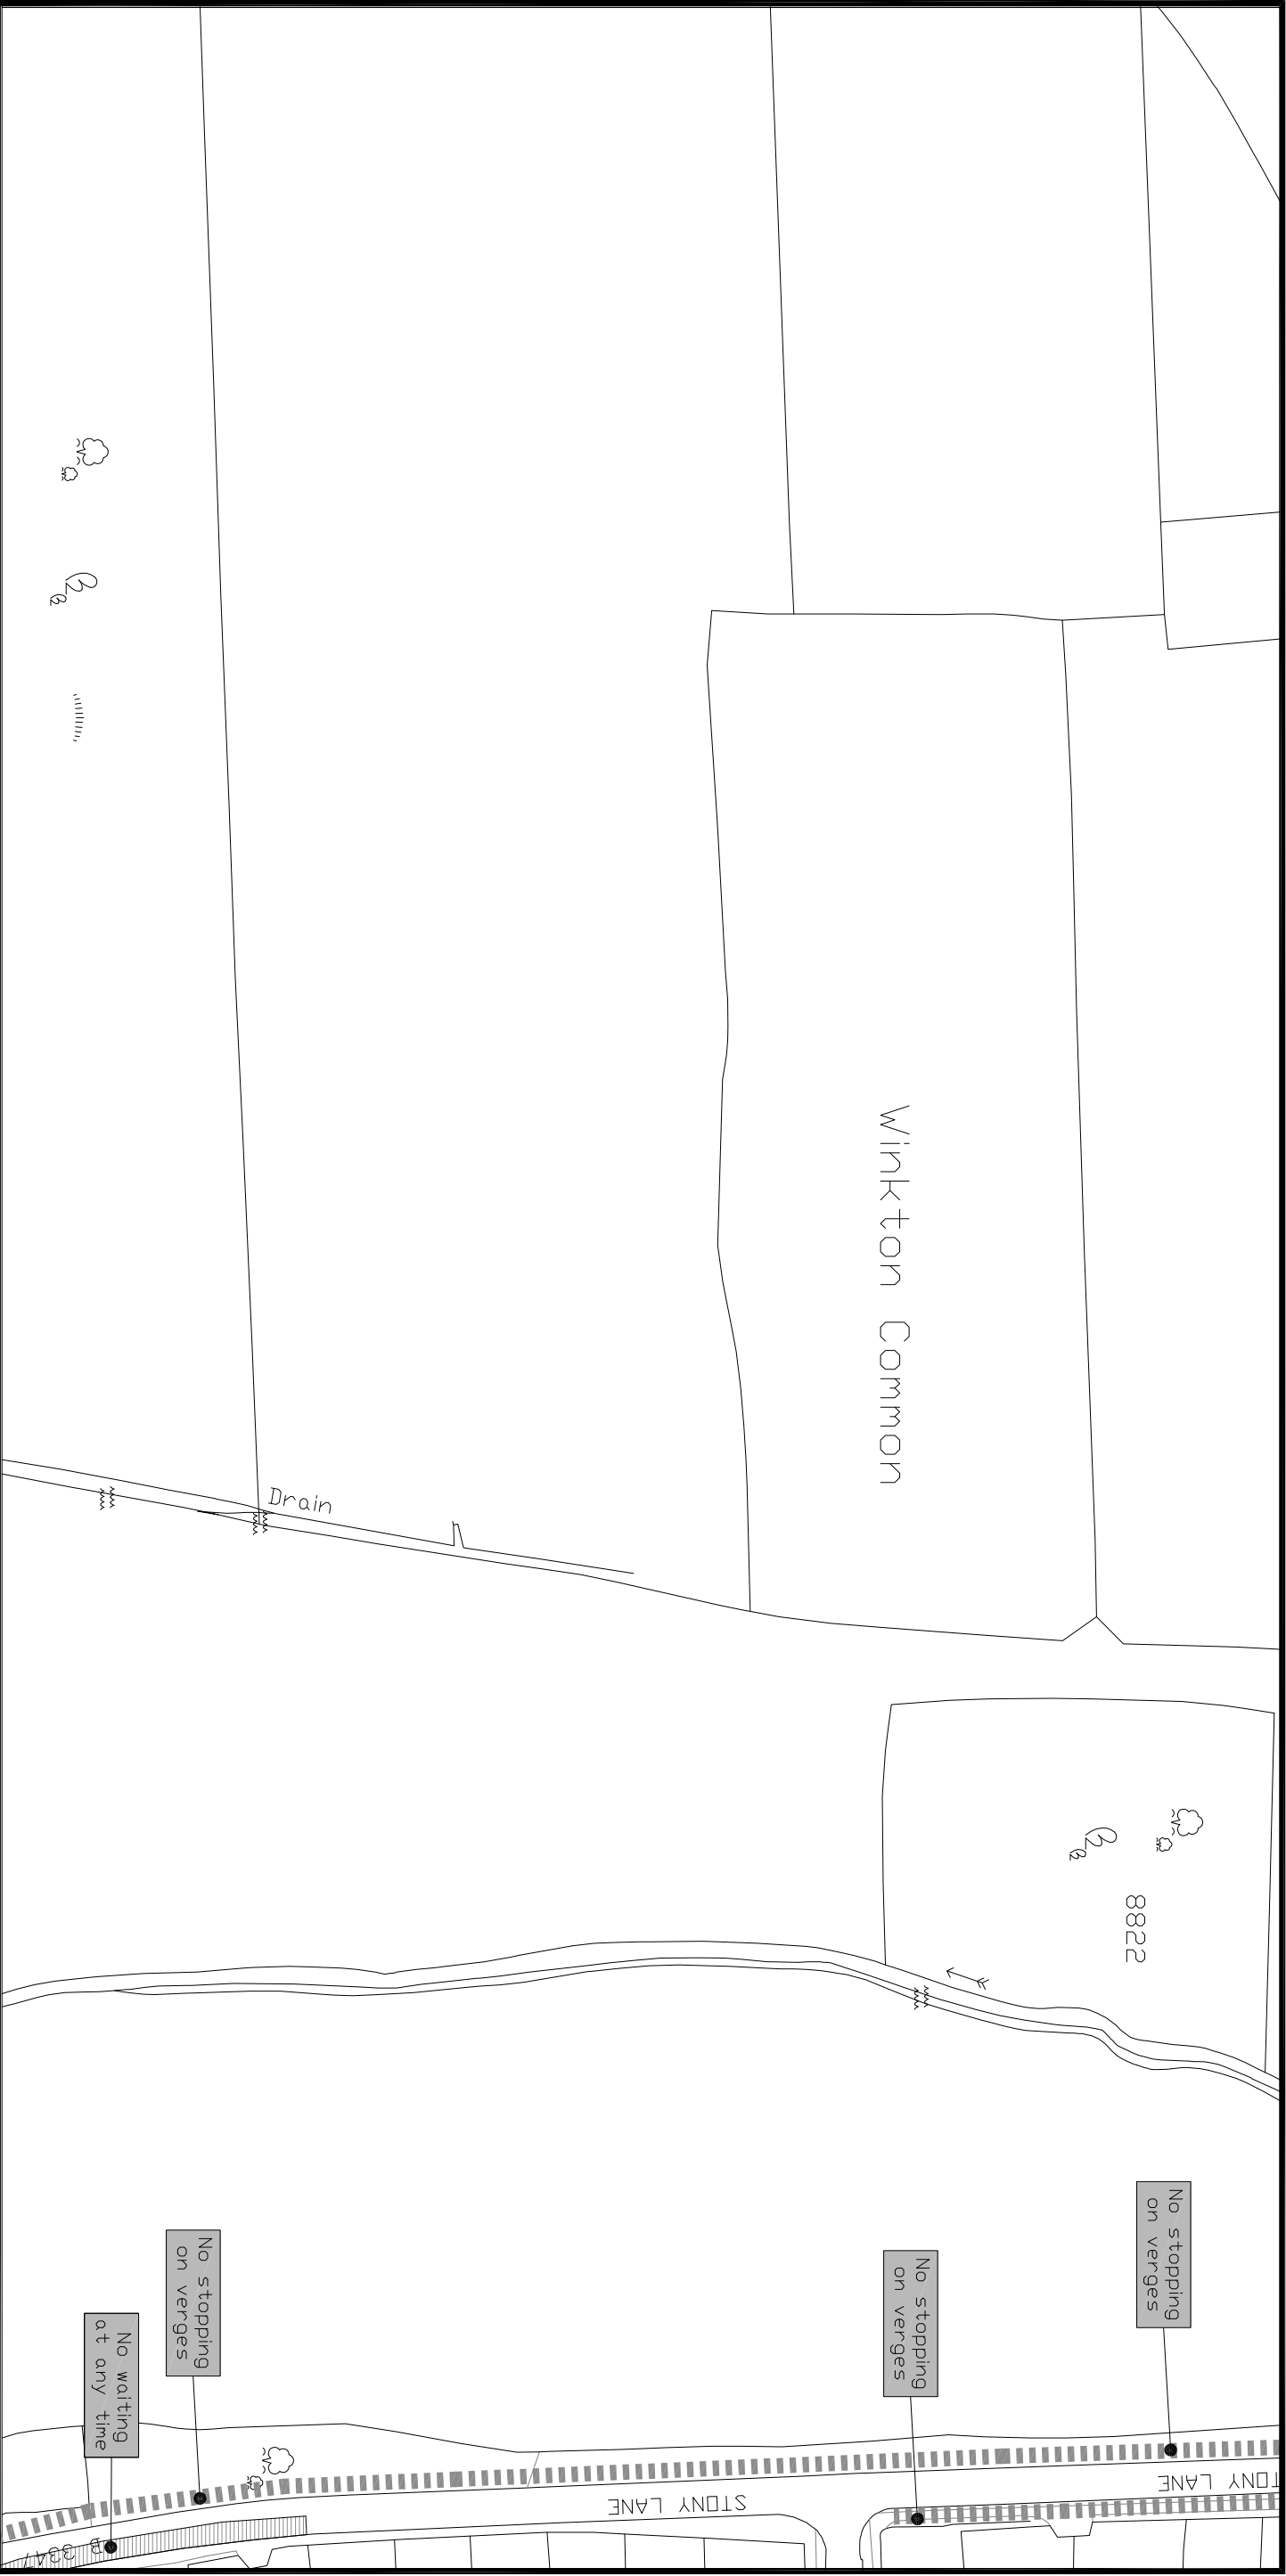 Winkton Common
Drain
8822
No stopping
on verges
No stopping
on verges
No stopping
on verges
No waiting
at any time
TONY LANE
STONY LANE
B 3347